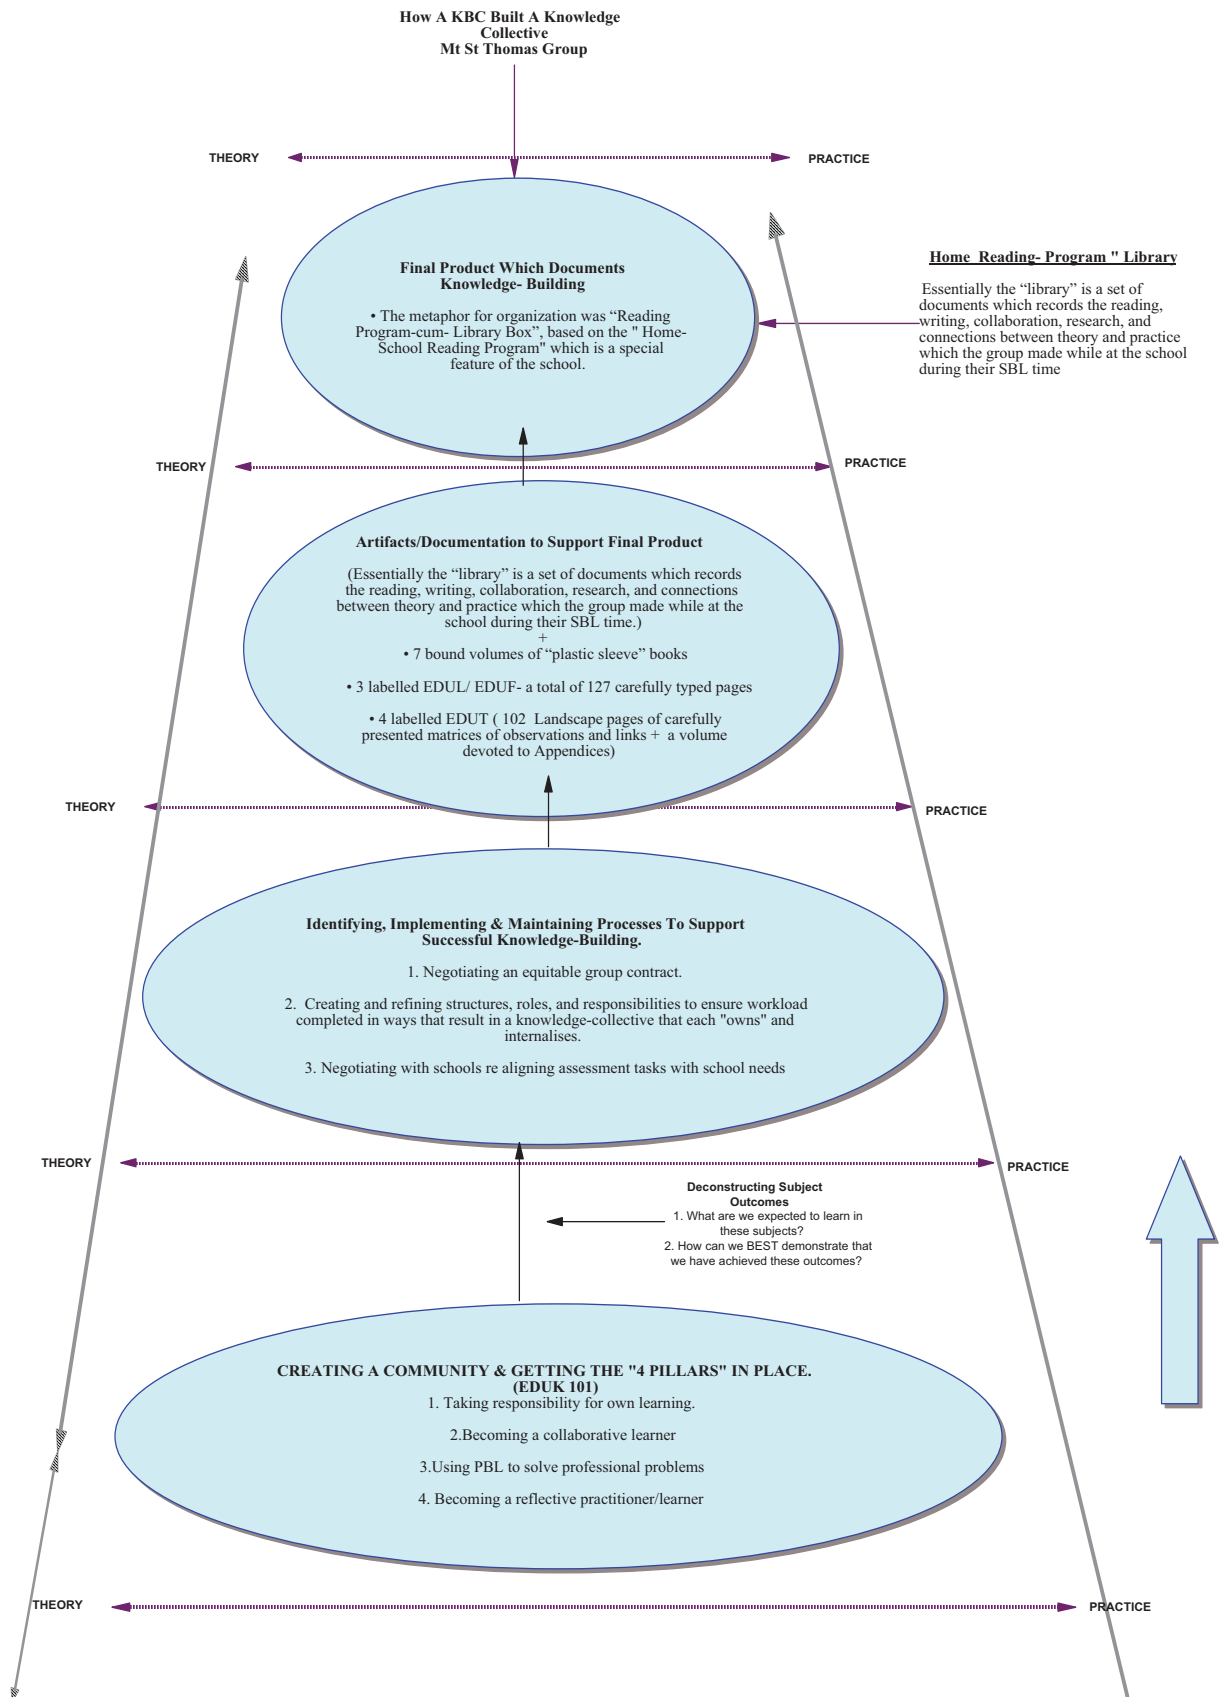 How A KBC Built A Knowledge
Collective
Mt St Thomas Group
THEORY
PRACTICE
Final Product Which Documents
Knowledge- Building
• The metaphor for organization was “Reading
Program-cum- Library Box”, based on the " Home-
School Reading Program" which is a special
feature of the school.
Home  Reading- Program " Library
Essentially the “library” is a set of
documents which records the reading,
writing, collaboration, research, and
connections between theory and practice
which the group made while at the school
during their SBL time
THEORY
PRACTICE
Artifacts/Documentation to Support Final Product
(Essentially the “library” is a set of documents which records
the reading, writing, collaboration, research, and connections
between theory and practice which the group made while at the
school during their SBL time.)
+
• 7 bound volumes of “plastic sleeve” books
• 3 labelled EDUL/ EDUF- a total of 127 carefully typed pages
• 4 labelled EDUT ( 102  Landscape pages of carefully
presented matrices of observations and links +  a volume
devoted to Appendices)
THEORY
PRACTICE
Identifying, Implementing & Maintaining Processes To Support
Successful Knowledge-Building.
1. Negotiating an equitable group contract.
2.  Creating and refining structures, roles, and responsibilities to ensure workload
completed in ways that result in a knowledge-collective that each "owns" and
internalises.
3. Negotiating with schools re aligning assessment tasks with school needs
THEORY
PRACTICE
Deconstructing Subject
Outcomes
1. What are we expected to learn in
these subjects?
2. How can we BEST demonstrate that
we have achieved these outcomes?
CREATING A COMMUNITY & GETTING THE "4 PILLARS" IN PLACE.
(EDUK 101)
1. Taking responsibility for own learning.
2.Becoming a collaborative learner
3.Using PBL to solve professional problems
4. Becoming a reflective practitioner/learner
THEORY
PRACTICE